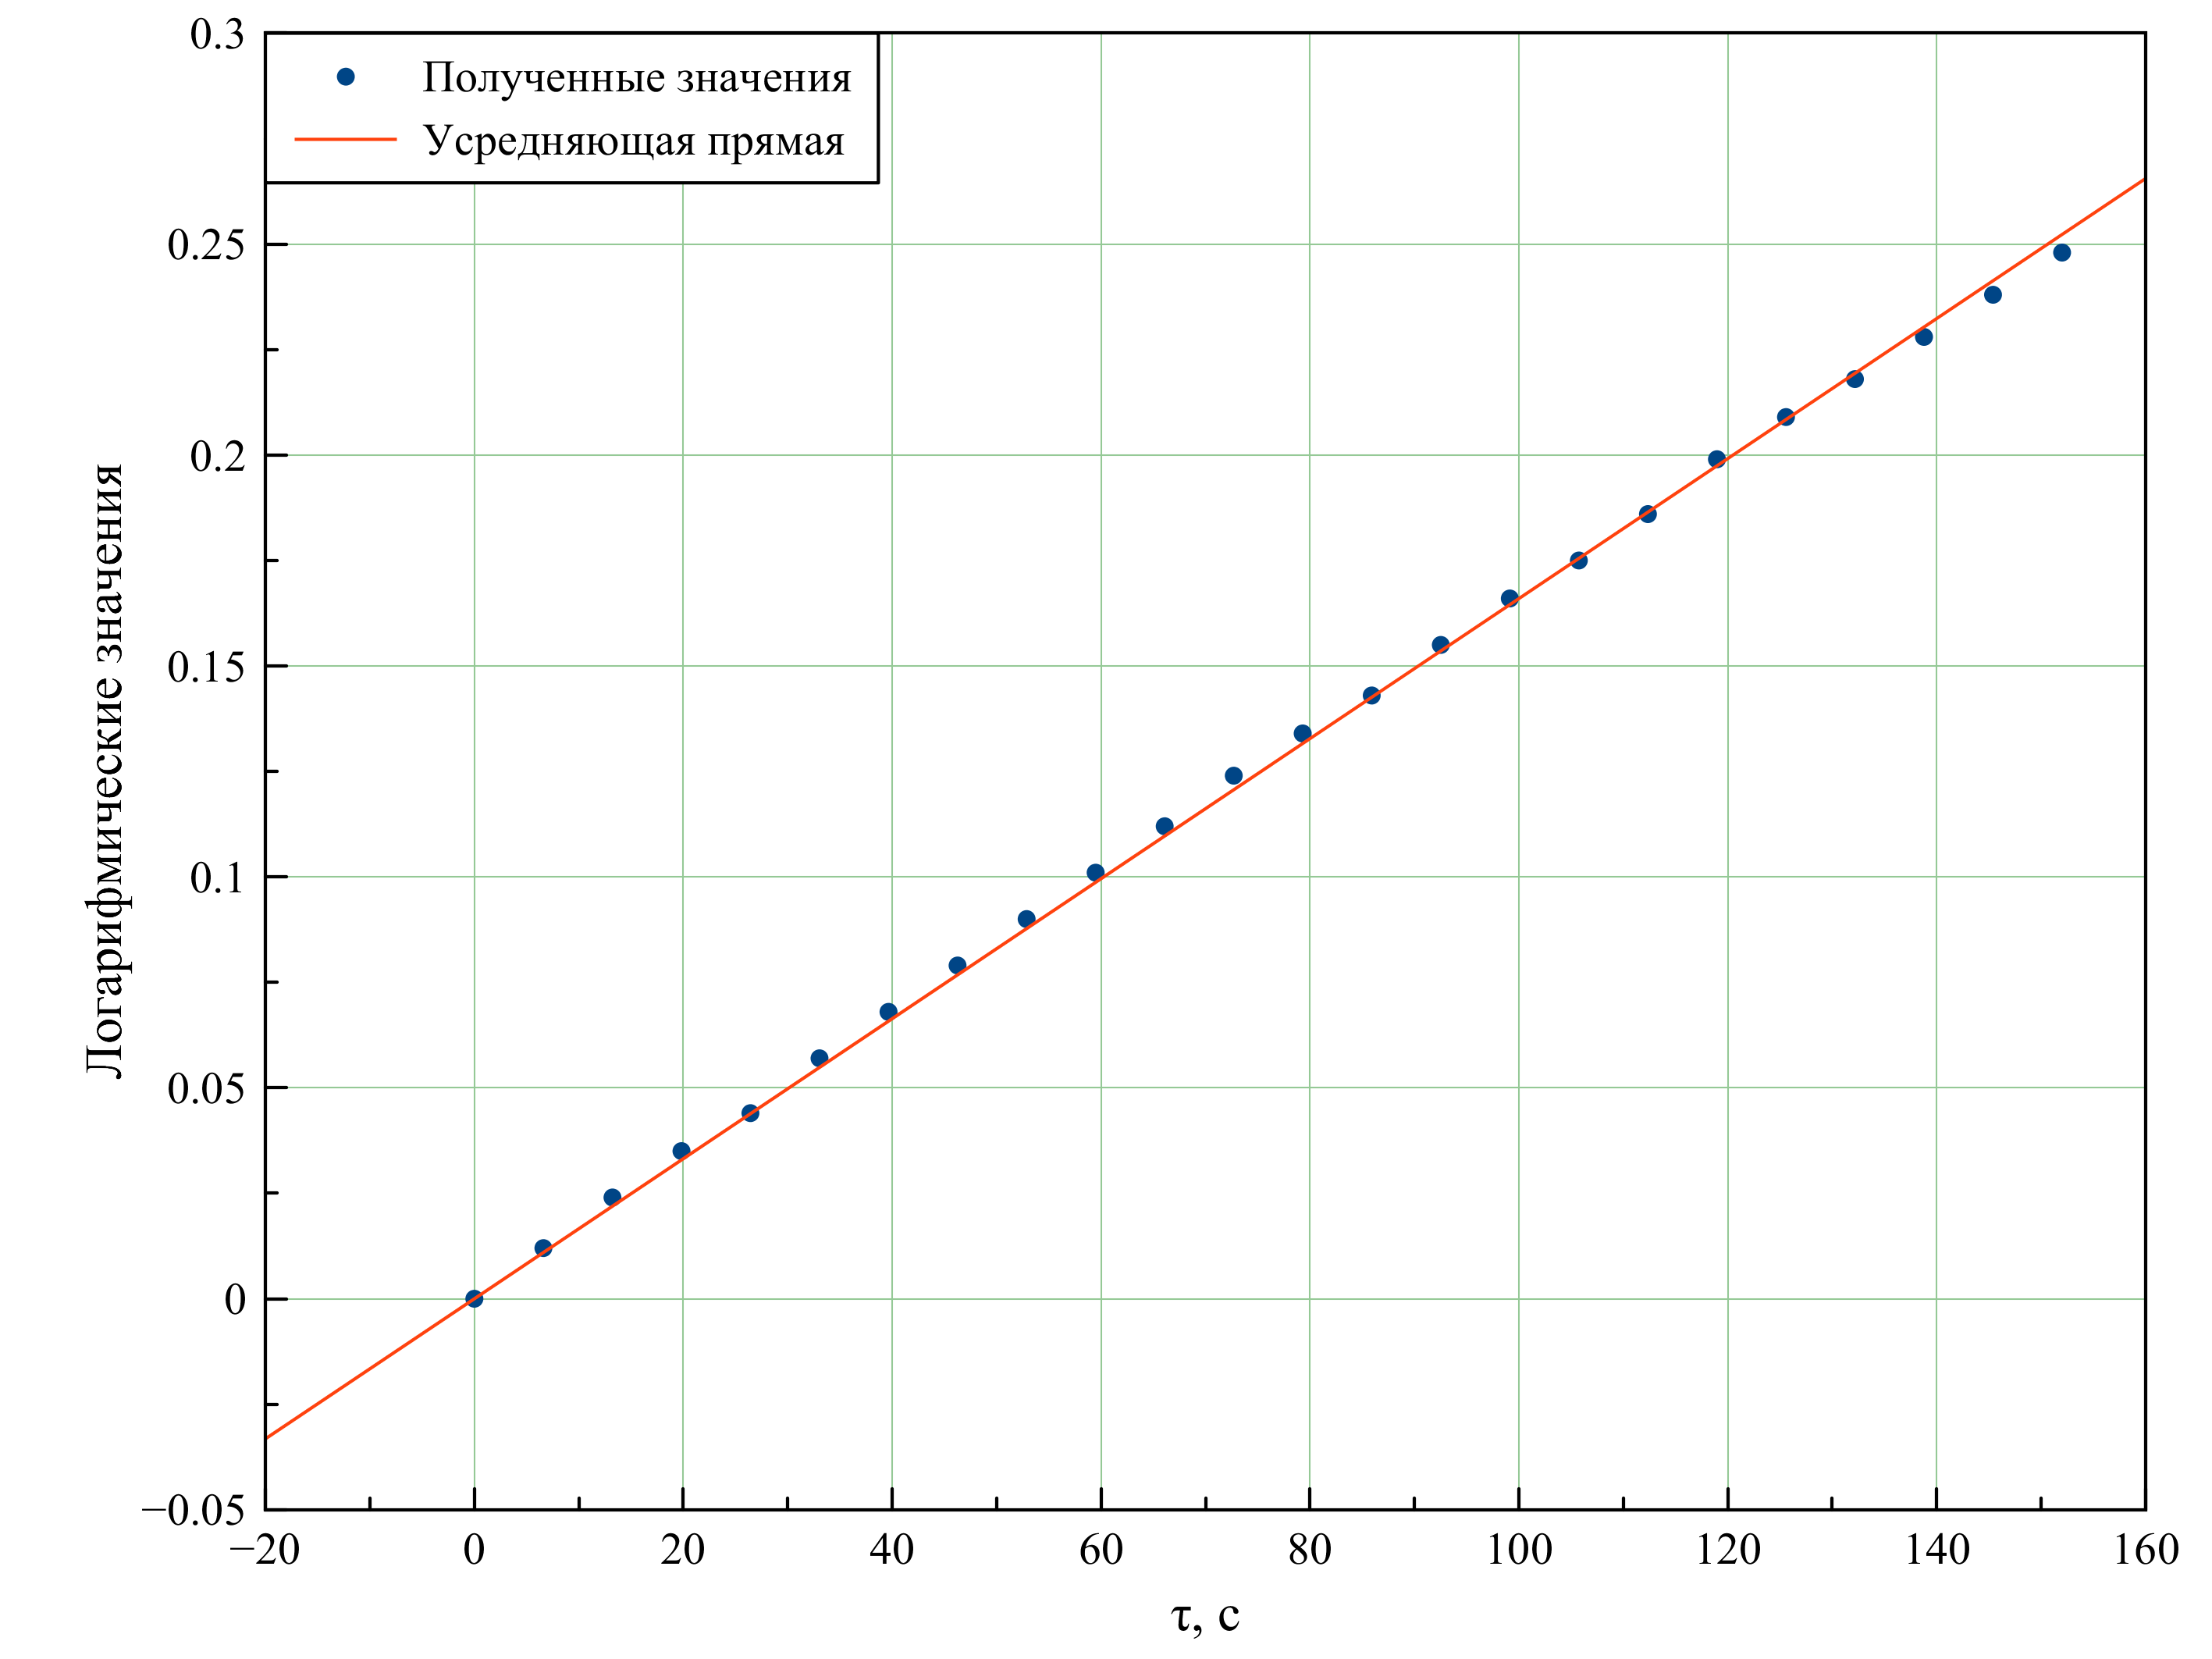 0.3
Полученные значения
Усредняющая прямая
0.25
0.2
0.15
0.1
0.05
0
−0.05
Логарифмические значения
−20 0 20 40 60 80 100 120 140 160
τ, с